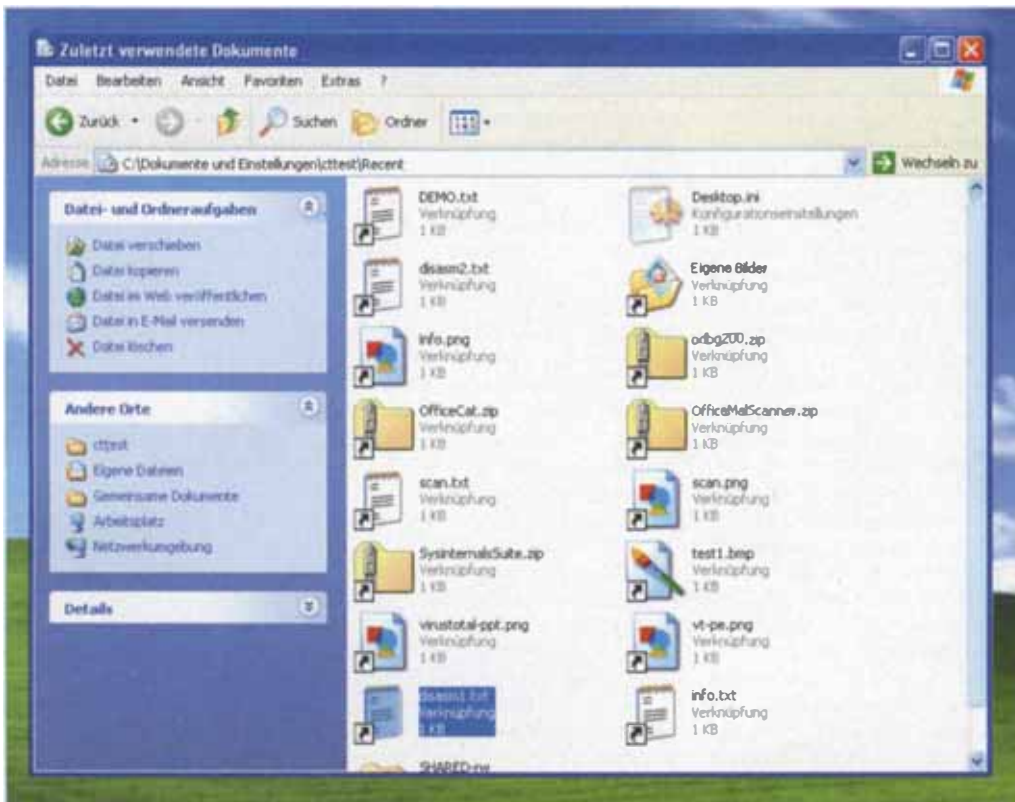 Zuletzt verwendete Dokumente
Datei Bearbeiten Ansicht Favoriten Extras ?
Zurück Suchen Ordner
Adresse C:\Dokumente und Einstellungen\cttest\Recent Wechseln zu
Datei- und Ordneraufgaben
Datei verschieben
Datei kopieren
Datei im Web veröffentlichen
Datei in E-Mail versenden
Datei löschen
Andere Orte
cttest
Eigene Dateien
Gemeinsame Dokumente
Arbeitsplatz
Netzwerkumgebung
Details
DEMO.txt
Verknüpfung
1 KB
Desktop.ini
Konfigurationseinstellungen
1 KB
disasm2.txt
Verknüpfung
1 KB
Eigene Bilder
Verknüpfung
1 KB
info.png
Verknüpfung
1 KB
odbg200.zip
Verknüpfung
1 KB
OfficeCat.zip
Verknüpfung
1 KB
OfficeMalScanner.zip
Verknüpfung
1 KB
scan.txt
Verknüpfung
1 KB
scan.png
Verknüpfung
1 KB
SysinternalsSuite.zip
Verknüpfung
1 KB
test1.bmp
Verknüpfung
1 KB
virustotal-ppt.png
Verknüpfung
1 KB
vt-pe.png
Verknüpfung
1 KB
disasm1.txt
Verknüpfung
1 KB
info.txt
Verknüpfung
1 KB
SHARED-rw